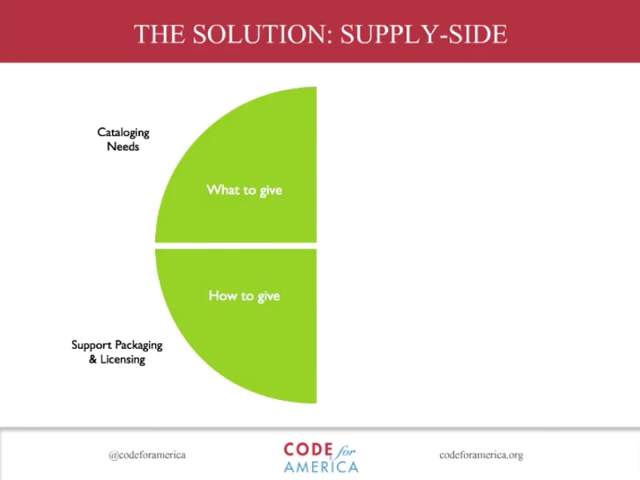 THE SOLUTION: SUPPLY-SIDE
Cataloging
Needs
What to give
How to give
Support Packaging
& Licensing
@codeforamerica
CODE for
AMERICA
codeforamerica.org